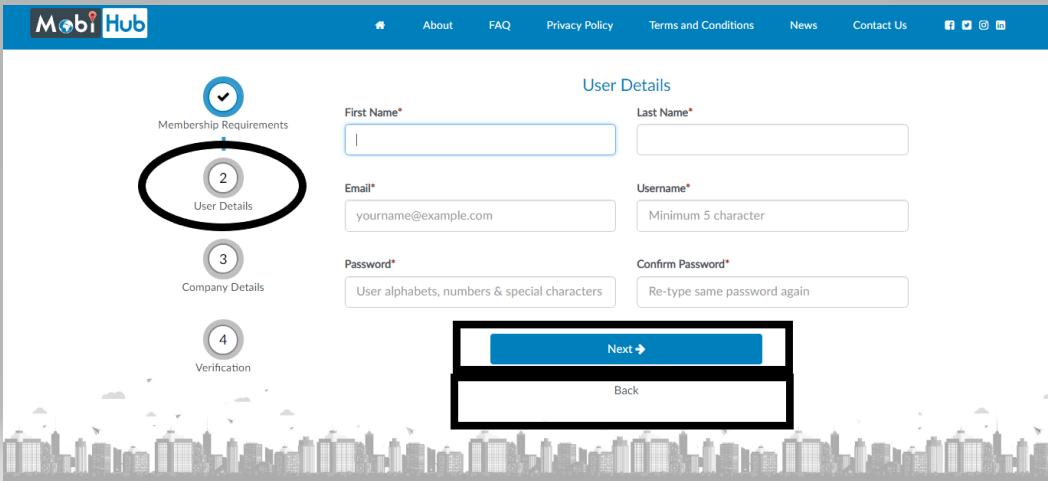 Mobi Hub
About FAQ Privacy Policy Terms and Conditions News Contact Us
Membership Requirements
2
User Details
3
Company Details
4
Verification
User Details
First Name* Last Name*
Email* Username*
yourname@example.com Minimum 5 character
Password* Confirm Password*
User alphabets, numbers & special characters Re-type same password again
Next →
Back